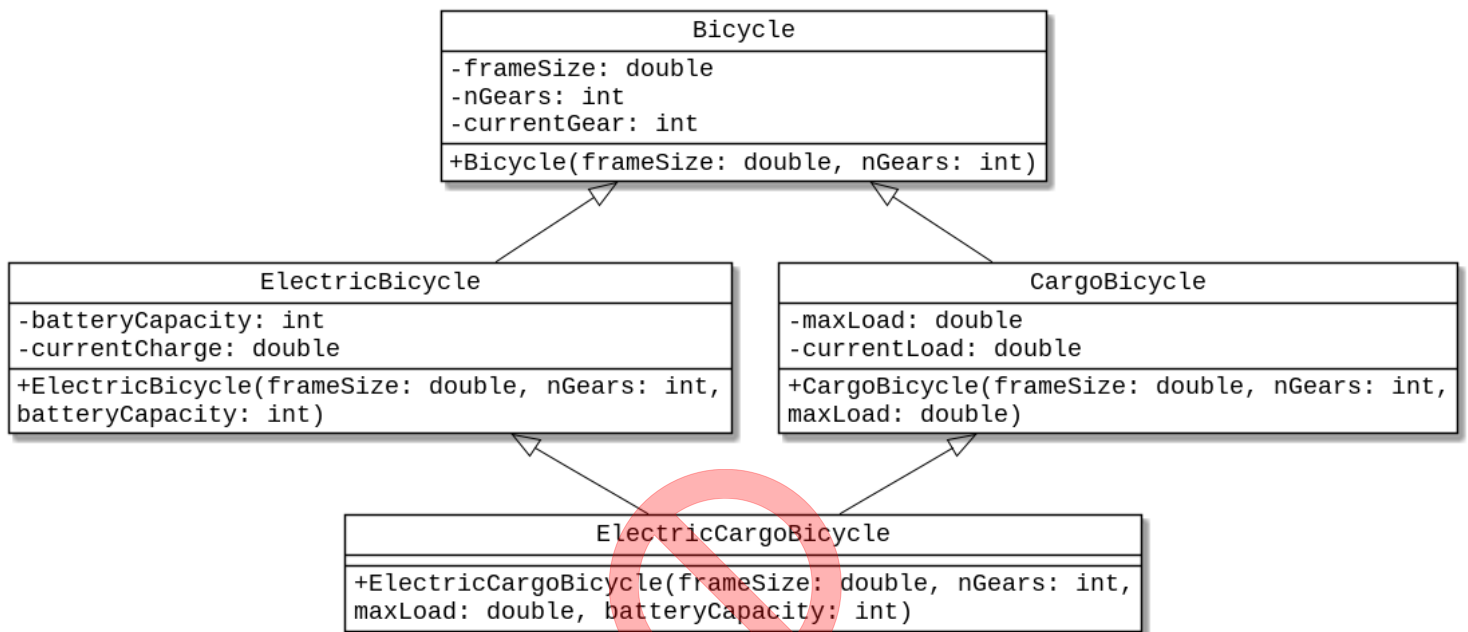 Bicycle
-frameSize: double
-nGears: int
-currentGear: int
+Bicycle(frameSize: double, nGears: int)
ElectricBicycle
-batteryCapacity: int
-currentCharge: double
+ElectricBicycle(frameSize: double, nGears: int,
batteryCapacity: int)
CargoBicycle
-maxLoad: double
-currentLoad: double
+CargoBicycle(frameSize: double, nGears: int,
maxLoad: double)
ElectricCargoBicycle
+ElectricCargoBicycle(frameSize: double, nGears: int,
maxLoad: double, batteryCapacity: int)